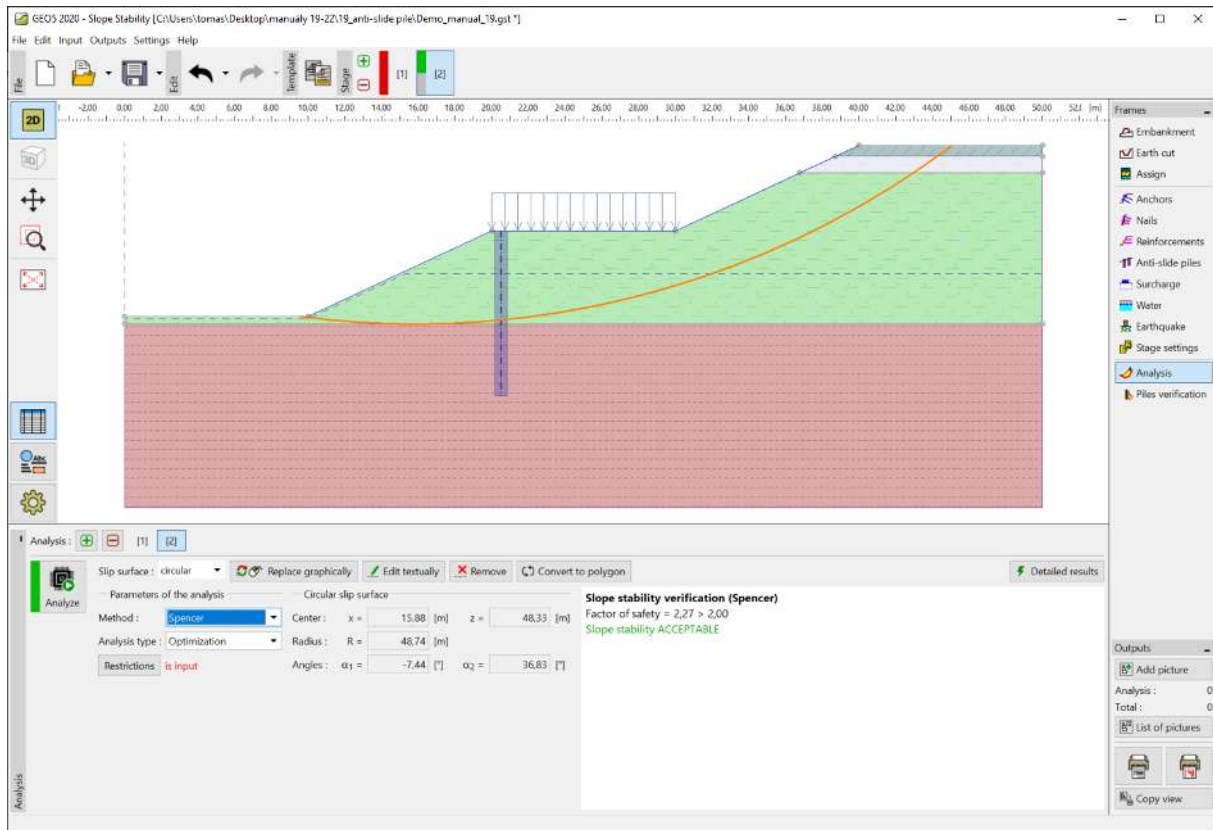 GEO5 2020 - Slope Stability [C:\Users\tomas\Desktop\manuály 19-22\19_anti-slide pile\Demo_manual_19.gst *]
File Edit Input Outputs Settings Help
File
Edit
Template
Stage
[1] [2]
-2,00 0,00 2,00 4,00 6,00 8,00 10,00 12,00 14,00 16,00 18,00 20,00 22,00 24,00 26,00 28,00 30,00 32,00 34,00 36,00 38,00 40,00 42,00 44,00 46,00 48,00 50,00 [m]
2D
3D
Frames
Embankment
Earth cut
Assign
Anchors
Nails
Reinforcements
Anti-slide piles
Surcharge
Water
Earthquake
Stage settings
Analysis
Piles verification
Analysis : [1] [2]
Slip surface : circular Replace graphically Edit textually Remove Convert to polygon Detailed results
Analyze
Parameters of the analysis Circular slip surface
Method : Spencer Center : x = 15,88 [m] z = 48,33 [m]
Analysis type : Optimization Radius : R = 48,74 [m]
Restrictions is input Angles : α1 = -7,44 [°] α2 = 36,83 [°]
Slope stability verification (Spencer)
Factor of safety = 2,27 > 2,00
Slope stability ACCEPTABLE
Analysis
Outputs
Add picture
Analysis : 0
Total : 0
List of pictures
Copy view